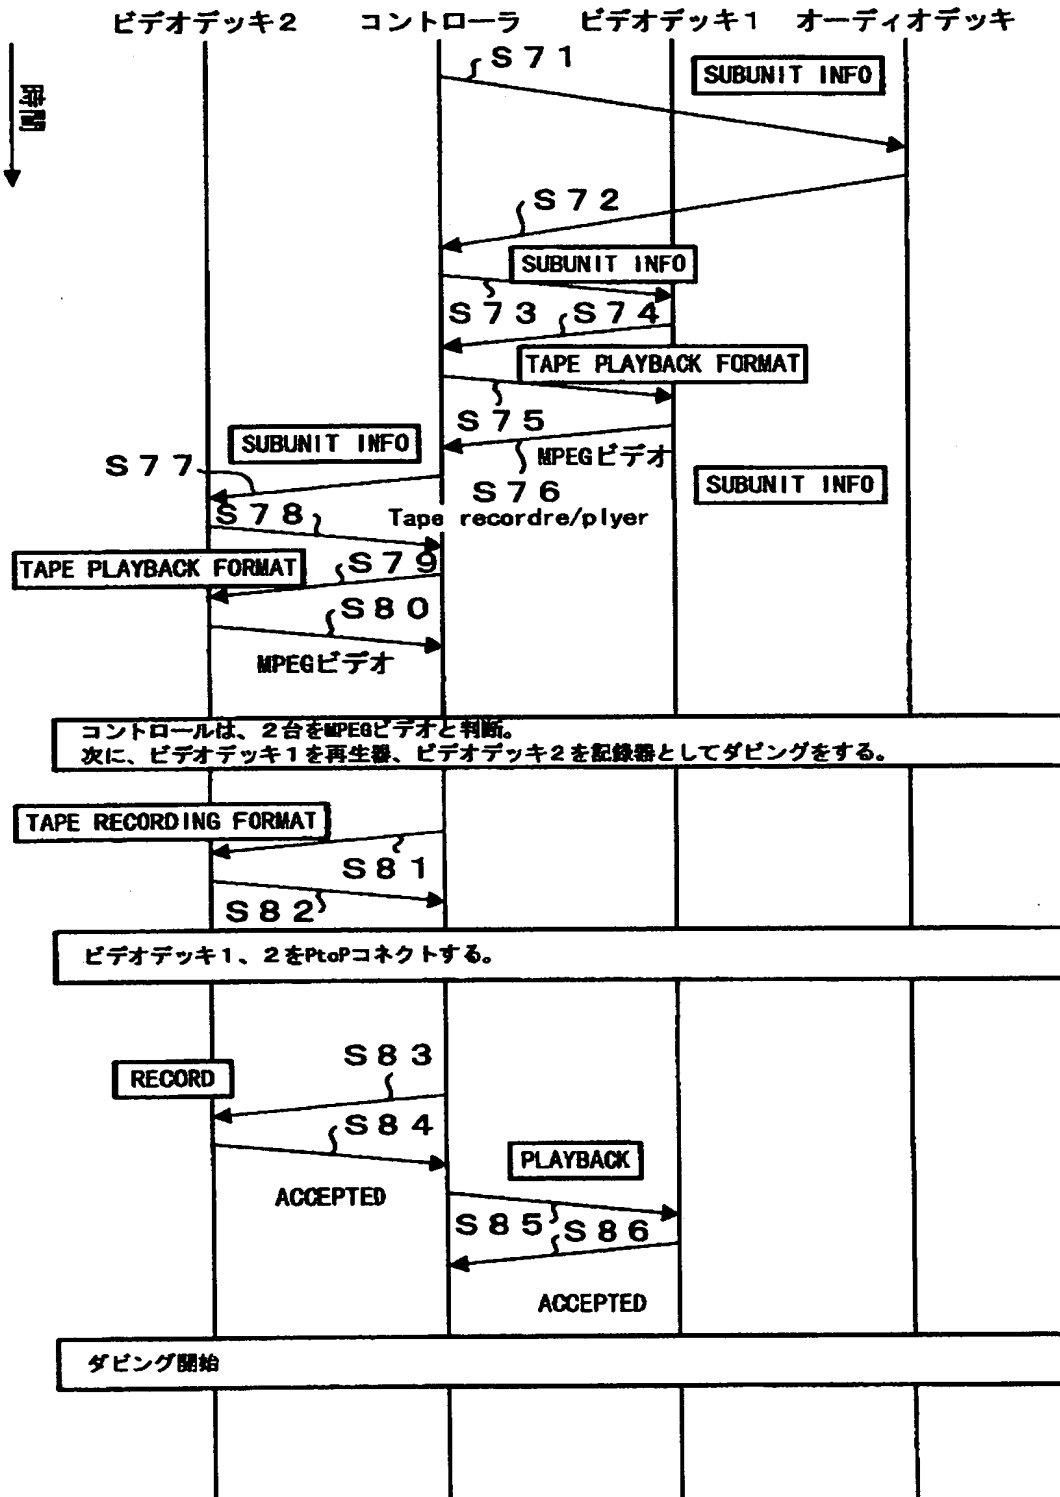 ビデオデッキ2 コントローラ ビデオデッキ1 オーディオデッキ
時間
S71
SUBUNIT INFO
S72
SUBUNIT INFO
S73 S74
TAPE PLAYBACK FORMAT
S75
SUBUNIT INFO
MPEGビデオ
S77
S76
SUBUNIT INFO
S78
Tape recordre/plyer
TAPE PLAYBACK FORMAT
S79
S80
MPEGビデオ
コントロールは、2台をMPEGビデオと判断。
次に、ビデオデッキ1を再生器、ビデオデッキ2を記録器としてダビングをする。
TAPE RECORDING FORMAT
S81
S82
ビデオデッキ1、2をPtoPコネクトする。
S83
RECORD
S84
PLAYBACK
ACCEPTED
S85 S86
ACCEPTED
ダビング開始